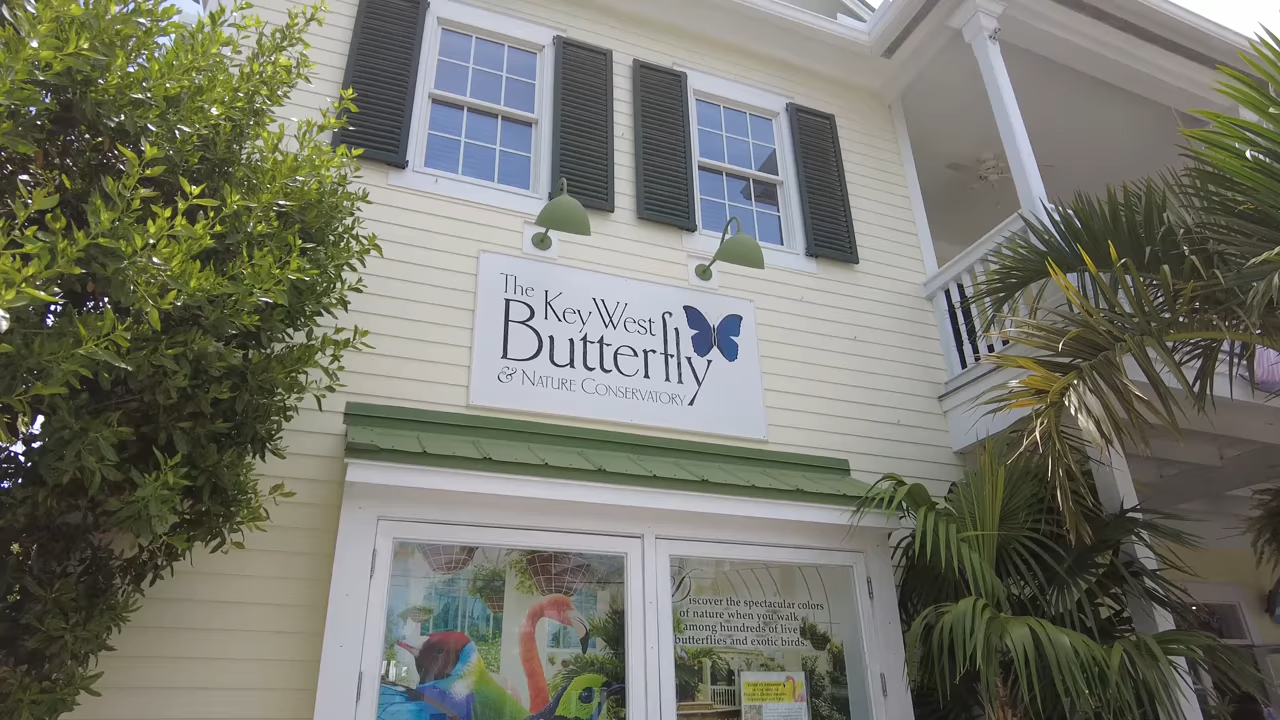 The
Key West
Butterfly
& Nature Conservatory
Discover the spectacular colors
of nature when you walk
among hundreds of live
butterflies and exotic birds.